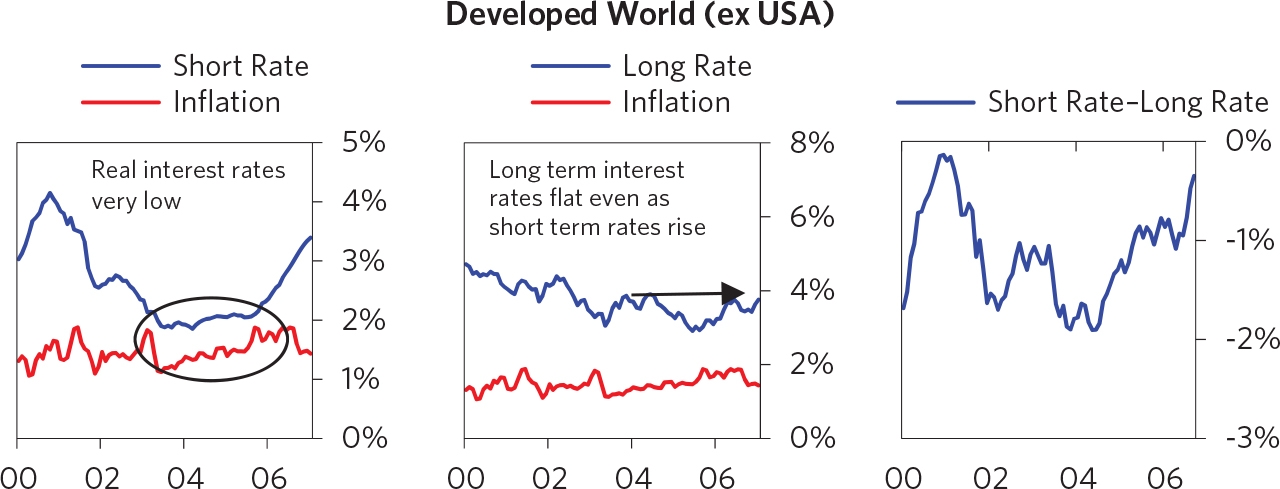 Developed World (ex USA)
Short Rate
Inflation
Real interest rates
very low
5%
4%
3%
2%
1%
0%
00 02 04 06
Long Rate
Inflation
Long term interest
rates flat even as
short term rates rise
8%
6%
4%
2%
0%
00 02 04 06
Short Rate–Long Rate
0%
-1%
-2%
-3%
00 02 04 06